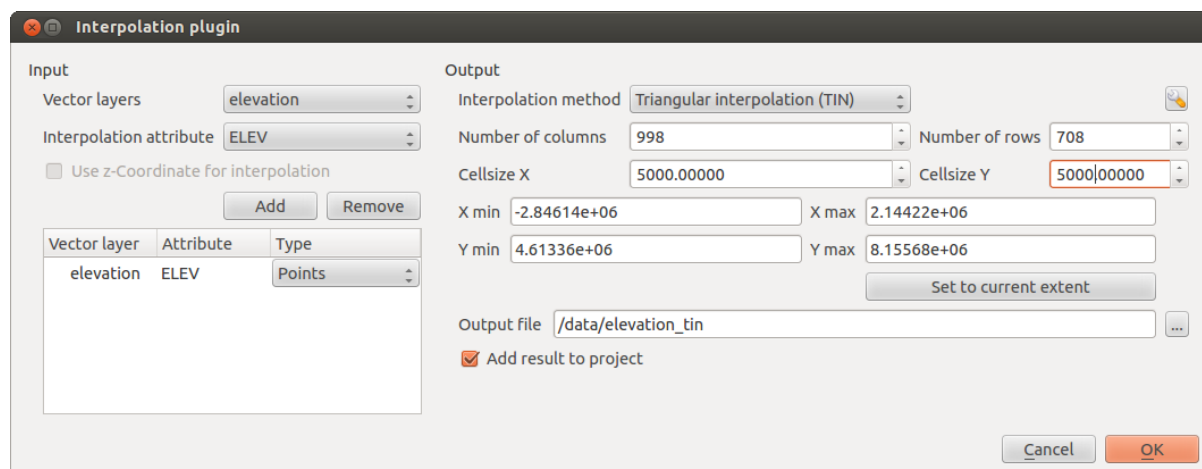 Interpolation plugin
Input
Vector layers elevation
Interpolation attribute ELEV
Use z-Coordinate for interpolation
Add Remove
Vector layer Attribute Type
elevation ELEV Points
Output
Interpolation method Triangular interpolation (TIN)
Number of columns 998 Number of rows 708
Cellsize X 5000.00000 Cellsize Y 5000.00000
X min -2.84614e+06 X max 2.14422e+06
Y min 4.61336e+06 Y max 8.15568e+06
Set to current extent
Output file /data/elevation_tin ...
Add result to project
Cancel OK